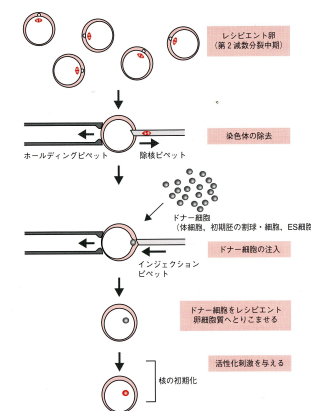 レシピエント卵
(第2減数分裂中期)
染色体の除去
ホールディングピペット
除核ピペット
ドナー細胞
(体細胞、初期胚の割球・細胞、ES細胞
ドナー細胞の注入
インジェクション
ピペット
ドナー細胞をレシピエント
卵細胞質へとりこませる
活性化刺激を与える
核の初期化